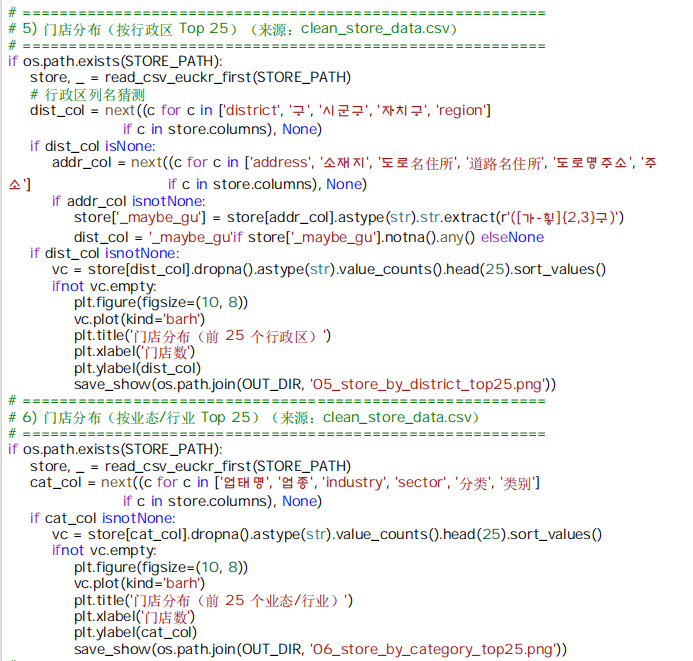 # =========================================================
# 5) 门店分布（按行政区 Top 25）（来源：clean_store_data.csv）
# =========================================================
if os.path.exists(STORE_PATH):
store, _ = read_csv_euckr_first(STORE_PATH)
# 行政区列名猜测
dist_col = next((c for c in ['district', '구', '시군구', '자치구', 'region']
if c in store.columns), None)
if dist_col isNone:
addr_col = next((c for c in ['address', '소재지', '도로名住所', '道路名住所', '도로명주소', '주
소'] if c in store.columns), None)
if addr_col isnotNone:
store['_maybe_gu'] = store[addr_col].astype(str).str.extract(r'([가-힣]{2,3}구)')
dist_col = '_maybe_gu'if store['_maybe_gu'].notna().any() elseNone
if dist_col isnotNone:
vc = store[dist_col].dropna().astype(str).value_counts().head(25).sort_values()
ifnot vc.empty:
plt.figure(figsize=(10, 8))
vc.plot(kind='barh')
plt.title('门店分布（前 25 个行政区）')
plt.xlabel('门店数')
plt.ylabel(dist_col)
save_show(os.path.join(OUT_DIR, '05_store_by_district_top25.png'))
# =========================================================
# 6) 门店分布（按业态/行业 Top 25）（来源：clean_store_data.csv）
# =========================================================
if os.path.exists(STORE_PATH):
store, _ = read_csv_euckr_first(STORE_PATH)
cat_col = next((c for c in ['업태명', '업종', 'industry', 'sector', '分类', '类别']
if c in store.columns), None)
if cat_col isnotNone:
vc = store[cat_col].dropna().astype(str).value_counts().head(25).sort_values()
ifnot vc.empty:
plt.figure(figsize=(10, 8))
vc.plot(kind='barh')
plt.title('门店分布（前 25 个业态/行业）')
plt.xlabel('门店数')
plt.ylabel(cat_col)
save_show(os.path.join(OUT_DIR, '06_store_by_category_top25.png'))